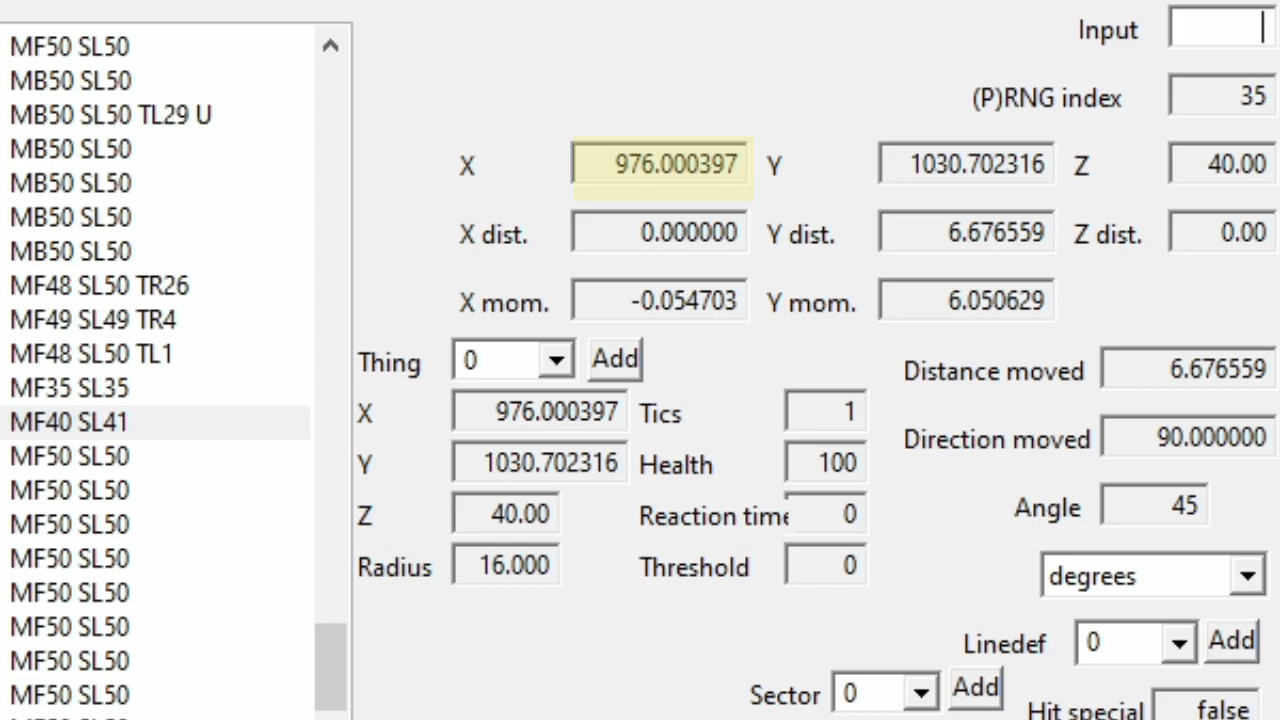 MF50 SL50
MB50 SL50
MB50 SL50 TL29 U
MB50 SL50
MB50 SL50
MB50 SL50
MB50 SL50
MF48 SL50 TR26
MF49 SL49 TR4
MF48 SL50 TL1
MF35 SL35
MF40 SL41
MF50 SL50
MF50 SL50
MF50 SL50
MF50 SL50
MF50 SL50
MF50 SL50
MF50 SL50
MF50 SL50
Input
(P)RNG index 35
X 976.000397 Y 1030.702316 Z 40.00
X dist. 0.000000 Y dist. 6.676559 Z dist. 0.00
X mom. -0.054703 Y mom. 6.050629
Thing 0 Add
X 976.000397 Tics 1
Y 1030.702316 Health 100
Z 40.00 Reaction time 0
Radius 16.000 Threshold 0
Distance moved 6.676559
Direction moved 90.000000
Angle 45
degrees
Linedef 0 Add
Sector 0 Add
Hit special false